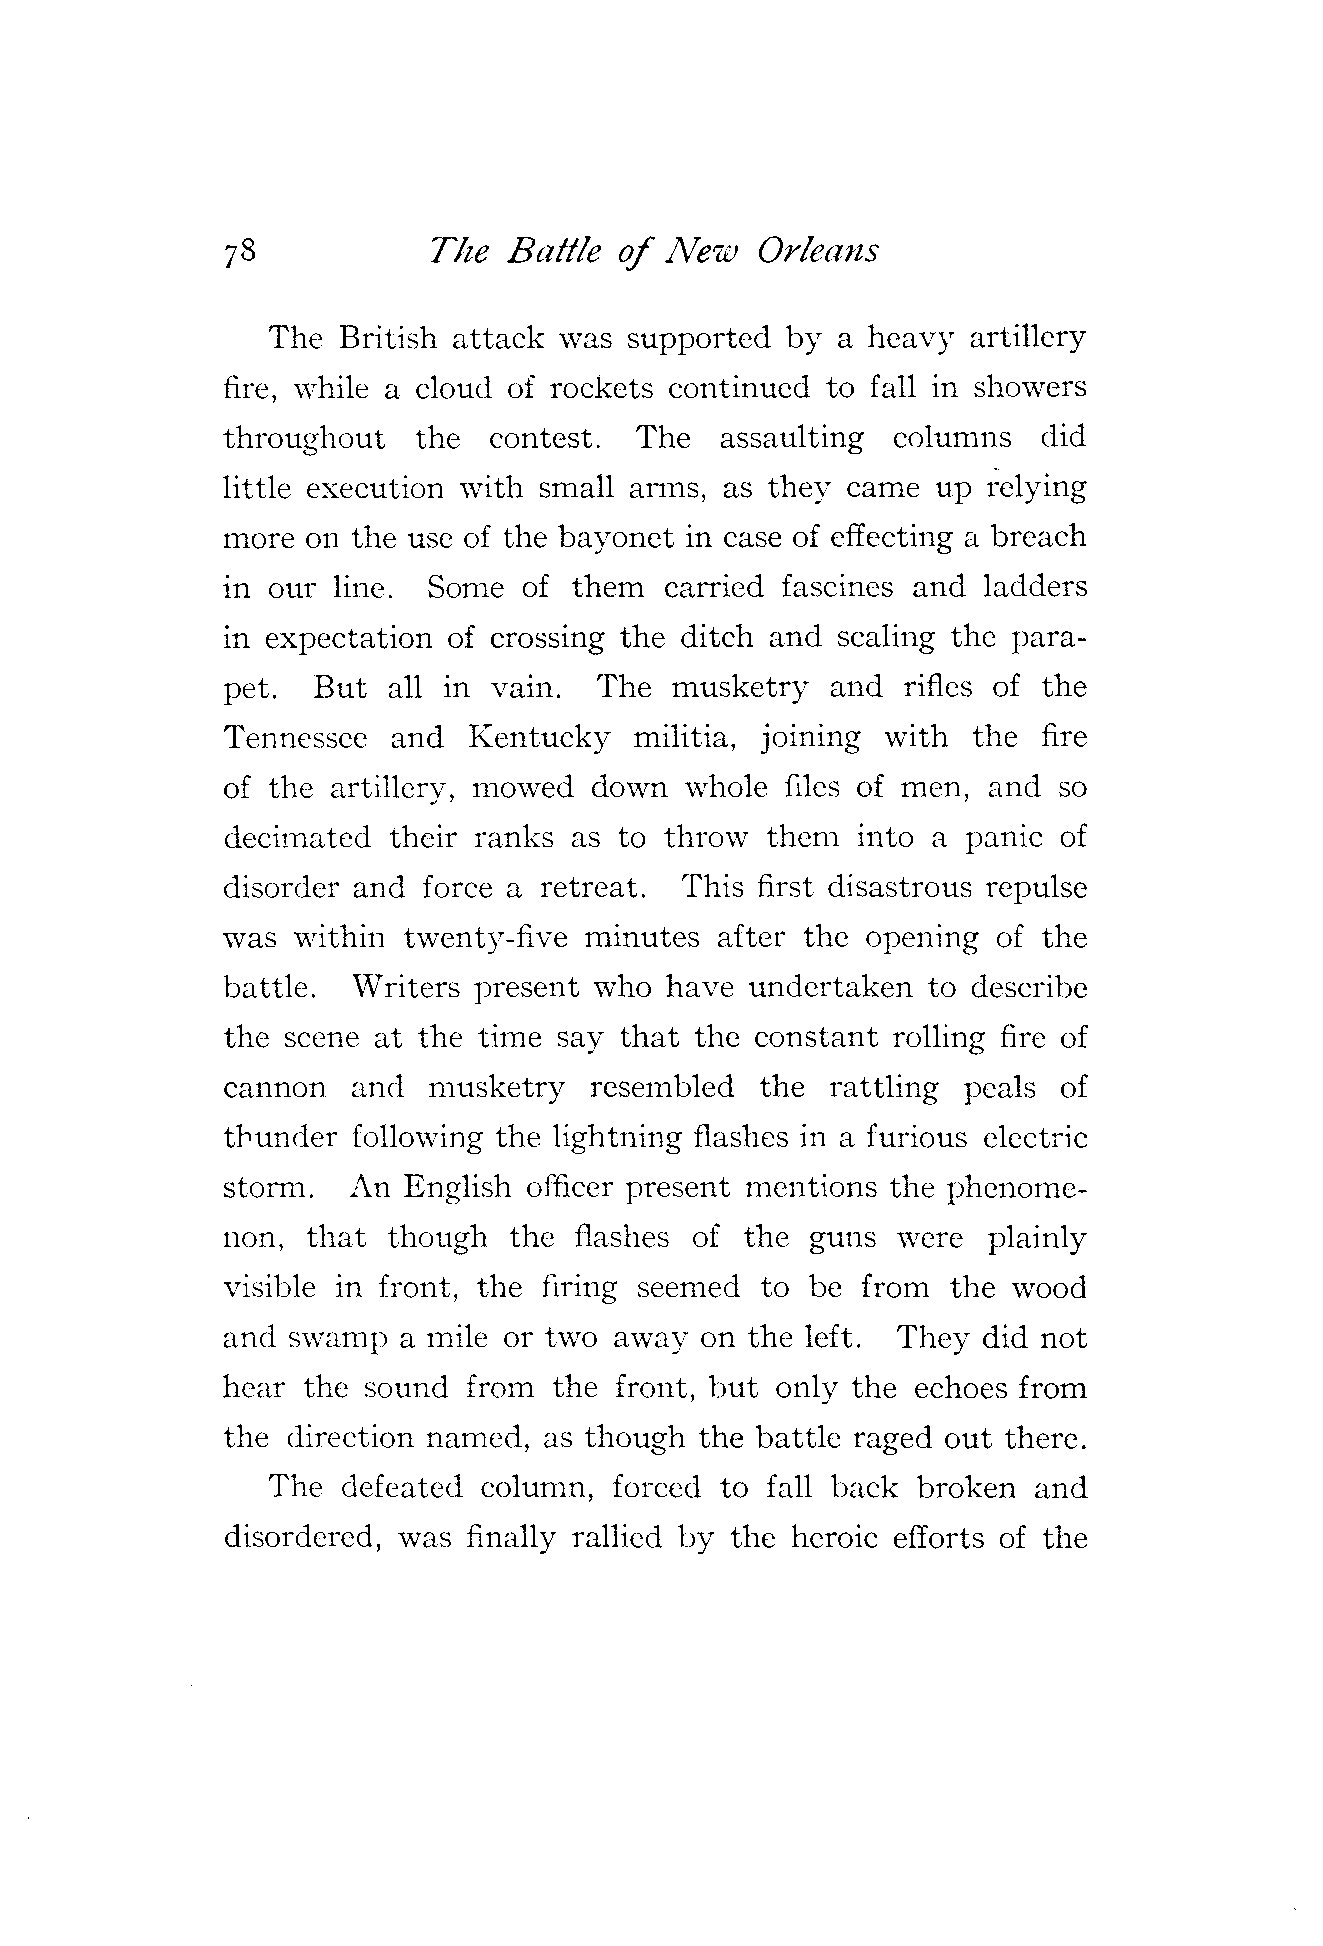 78 The Battle of New Orleans
The British attack was supported by a heavy artillery
fire, while a cloud of rockets continued to fall in showers
throughout the contest. The assaulting columns did
little execution with small arms, as they came up relying
more on the use of the bayonet in case of effecting a breach
in our line. Some of them carried fascines and ladders
in expectation of crossing the ditch and scaling the para-
pet. But all in vain. The musketry and rifles of the
Tennessee and Kentucky militia, joining with the fire
of the artillery, mowed down whole files of men, and so
decimated their ranks as to throw them into a panic of
disorder and force a retreat. This first disastrous repulse
was within twenty-five minutes after the opening of the
battle. Writers present who have undertaken to describe
the scene at the time say that the constant rolling fire of
cannon and musketry resembled the rattling peals of
thunder following the lightning flashes in a furious electric
storm. An English officer present mentions the phenome-
non, that though the flashes of the guns were plainly
visible in front, the firing seemed to be from the wood
and swamp a mile or two away on the left. They did not
hear the sound from the front, but only the echoes from
the direction named, as though the battle raged out there.
The defeated column, forced to fall back broken and
disordered, was finally rallied by the heroic efforts of the